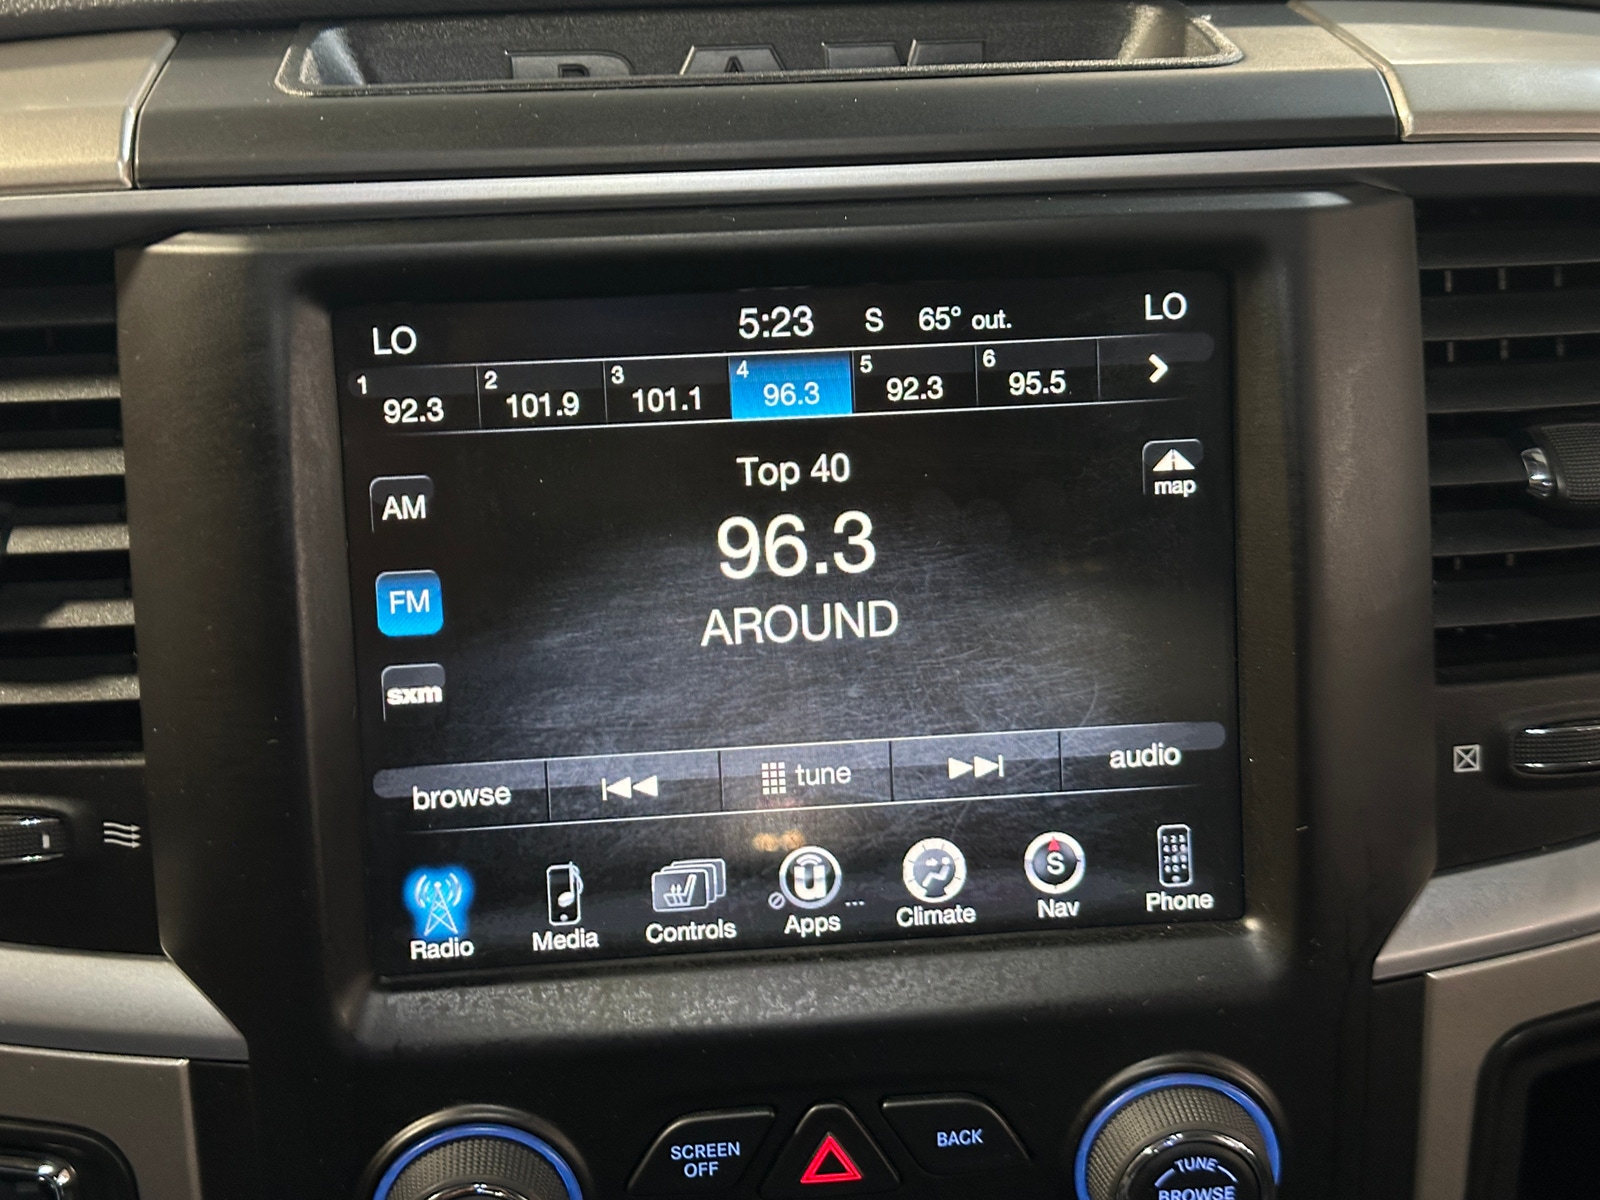 RAM
LO 5:23 S 65° out. LO
1 92.3 2 101.9 3 101.1 4 96.3 5 92.3 6 95.5
Top 40
map
AM
96.3
FM
AROUND
sxm
browse tune audio
Radio Media Controls Apps ... Climate S Nav Phone
SCREEN
OFF
BACK
TUNE
BROWSE